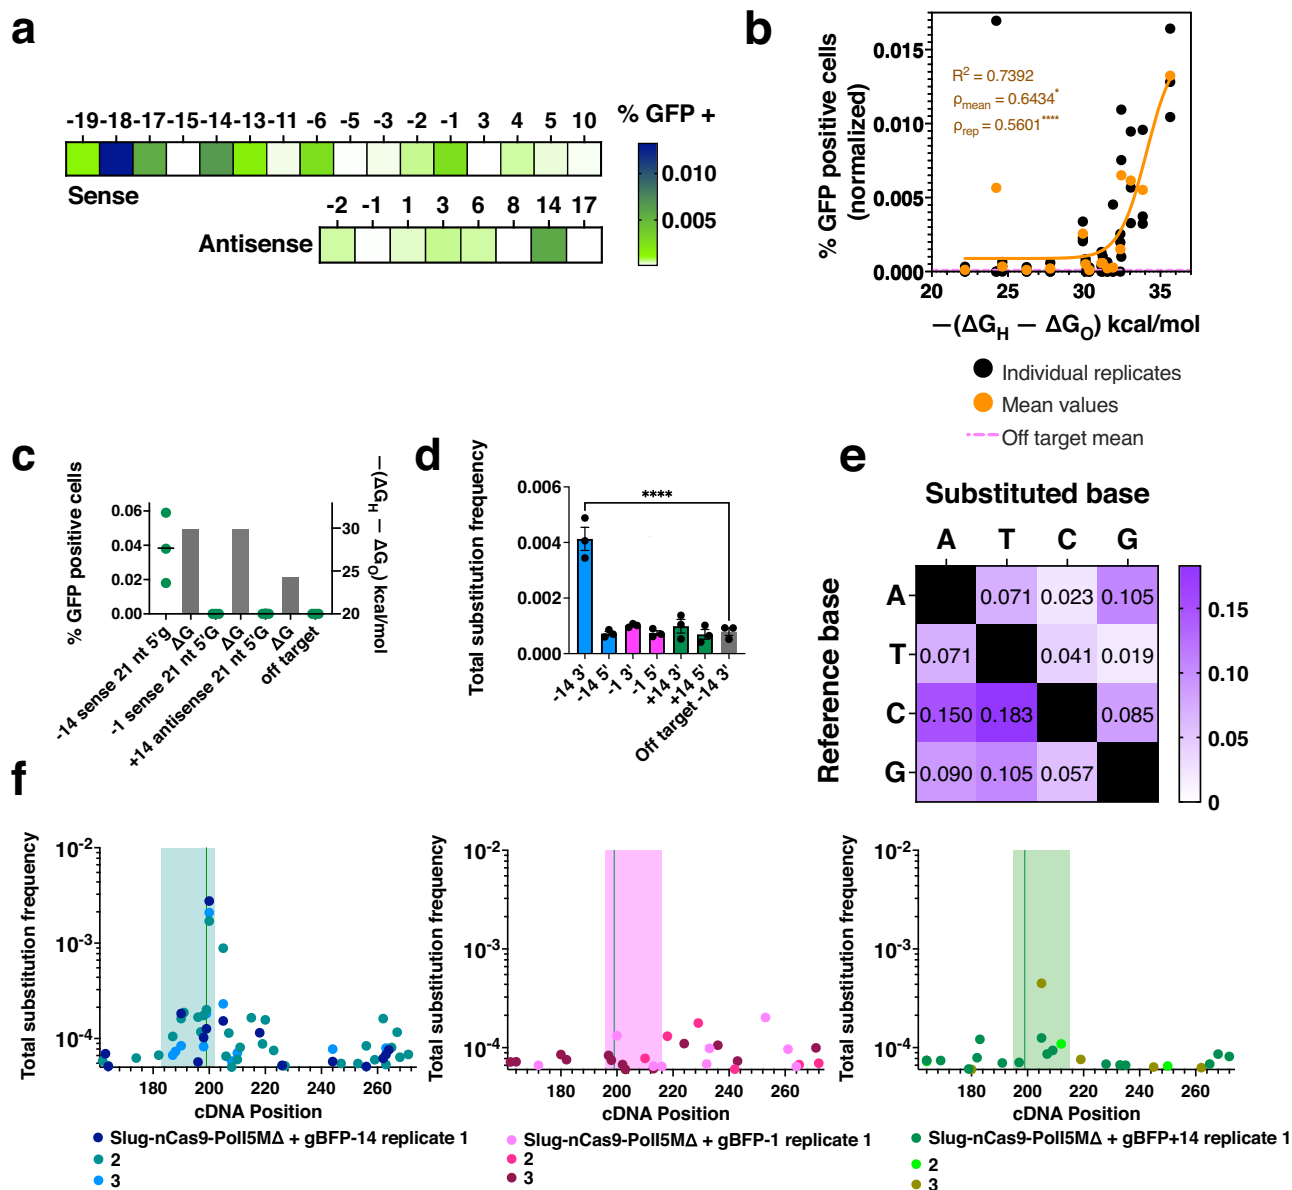 a
-19 -18 -17 -15 -14 -13 -11 -6 -5 -3 -2 -1 3 4 5 10
% GFP +
0.010
0.005
Sense
-2 -1 1 3 6 8 14 17
Antisense
b
% GFP positive cells
(normalized)
0.015
0.010
0.005
0.000
R² = 0.7392
ρmean = 0.6434*
ρrep = 0.5601****
20 25 30 35
—(ΔG_H — ΔG_O) kcal/mol
Individual replicates
Mean values
Off target mean
c
% GFP positive cells
0.06
0.04
0.02
0.00
30
25
20
—(ΔG_H — ΔG_O) kcal/mol
-14 sense 21 nt 5'g
ΔG
-1 sense 21 nt 5'G
ΔG
+14 antisense 21 nt 5'G
ΔG
off target
d
Total substitution frequency
0.006
0.004
0.002
0.000
****
-14 3'
-14 5'
-1 3'
-1 5'
+14 3'
+14 5'
Off target -14 3'
e
Substituted base
A T C G
Reference base
A 0.071 0.023 0.105
T 0.071 0.041 0.019
C 0.150 0.183 0.085
G 0.090 0.105 0.057
0.15
0.10
0.05
0
f
Total substitution frequency
10⁻²
10⁻³
10⁻⁴
180 200 220 240 260
cDNA Position
Slug-nCas9-PolI5MΔ + gBFP-14 replicate 1
2
3
Total substitution frequency
10⁻²
10⁻³
10⁻⁴
180 200 220 240 260
cDNA Position
Slug-nCas9-PolI5MΔ + gBFP-1 replicate 1
2
3
Total substitution frequency
10⁻²
10⁻³
10⁻⁴
180 200 220 240 260
cDNA Position
Slug-nCas9-PolI5MΔ + gBFP+14 replicate 1
2
3